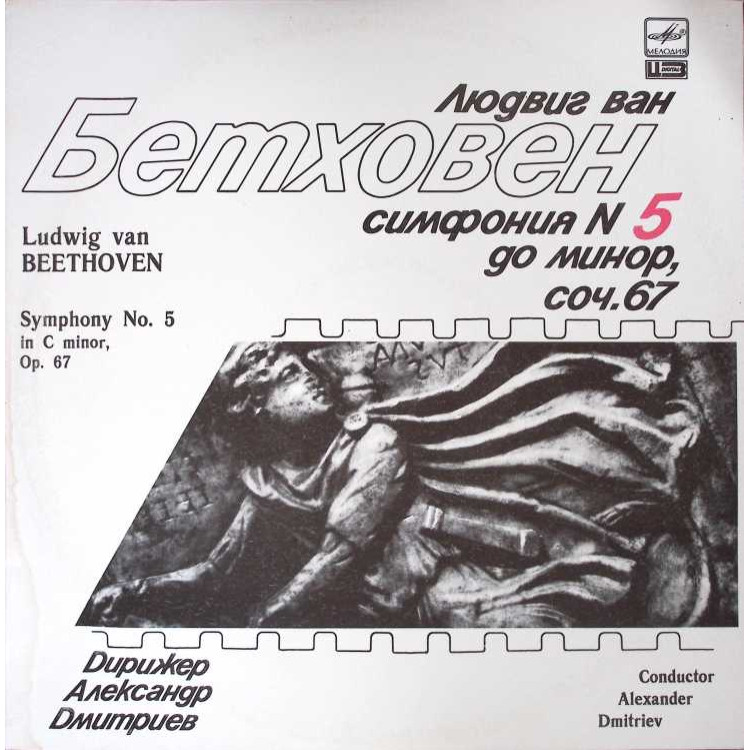 МЕЛОДИЯ
DIGITAL
Людвиг ван
Бетховен
симфония N 5
до минор,
соч.67
Ludwig van
BEETHOVEN
Symphony No. 5
in C minor,
Op. 67
Дирижер
Александр
Дмитриев
Conductor
Alexander
Dmitriev